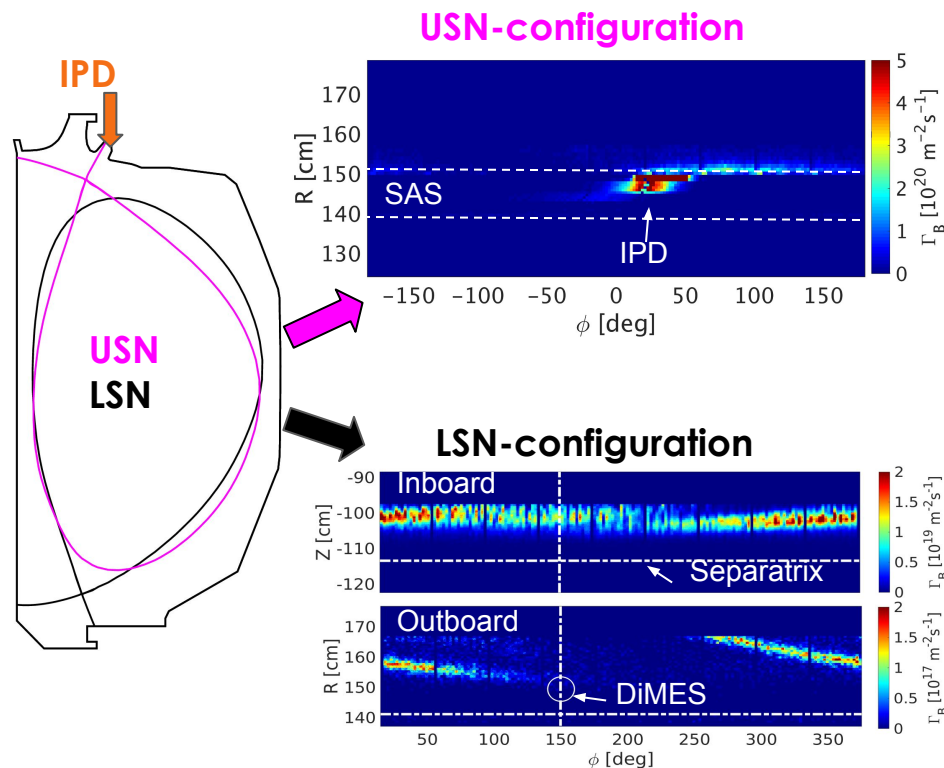 USN-configuration
IPD
USN
LSN
R [cm]
170
160
150
140
130
SAS
IPD
−150
−100
−50
0
50
100
150
ϕ [deg]
5
4
3
2
1
0
Γ_B [10^20 m^-2 s^-1]
LSN-configuration
Z [cm]
-90
-100
-110
-120
Inboard
Separatrix
2
1.5
1
0.5
0
Γ_B [10^19 m^-2 s^-1]
R [cm]
170
160
150
140
Outboard
DiMES
50
100
150
200
250
300
350
ϕ [deg]
2
1.5
1
0.5
0
Γ_B [10^17 m^-2 s^-1]